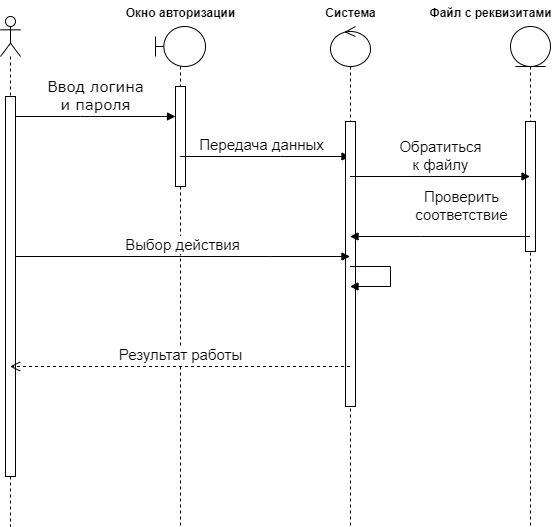 Окно авторизации
Система
Файл с реквизитами
Ввод логина
и пароля
Передача данных
Обратиться
к файлу
Проверить
соответствие
Выбор действия
Результат работы